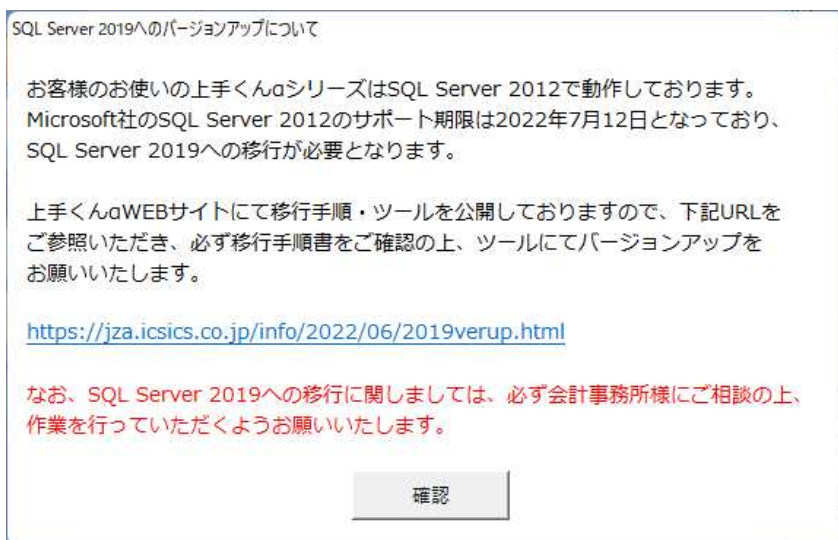 SQL Server 2019へのバージョンアップについて
お客様のお使いの上手くんαシリーズはSQL Server 2012で動作しております。
Microsoft社のSQL Server 2012のサポート期限は2022年7月12日となっており、
SQL Server 2019への移行が必要となります。
上手くんαWEBサイトにて移行手順・ツールを公開しておりますので、下記URLを
ご参照いただき、必ず移行手順書をご確認の上、ツールにてバージョンアップを
お願いいたします。
https://jza.icsics.co.jp/info/2022/06/2019verup.html
なお、SQL Server 2019への移行に関しましては、必ず会計事務所様にご相談の上、
作業を行っていただくようお願いいたします。
確認